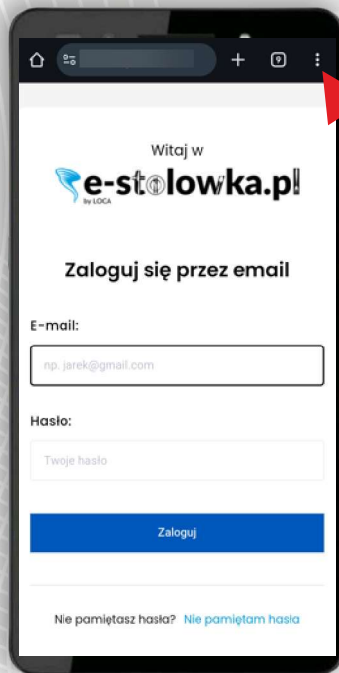 9
Witaj w
e-stolowka.pl
by LOCA
Zaloguj się przez email
E-mail:
np. jarek@gmail.com
Hasło:
Twoje hasło
Zaloguj
Nie pamiętasz hasła? Nie pamiętam hasła